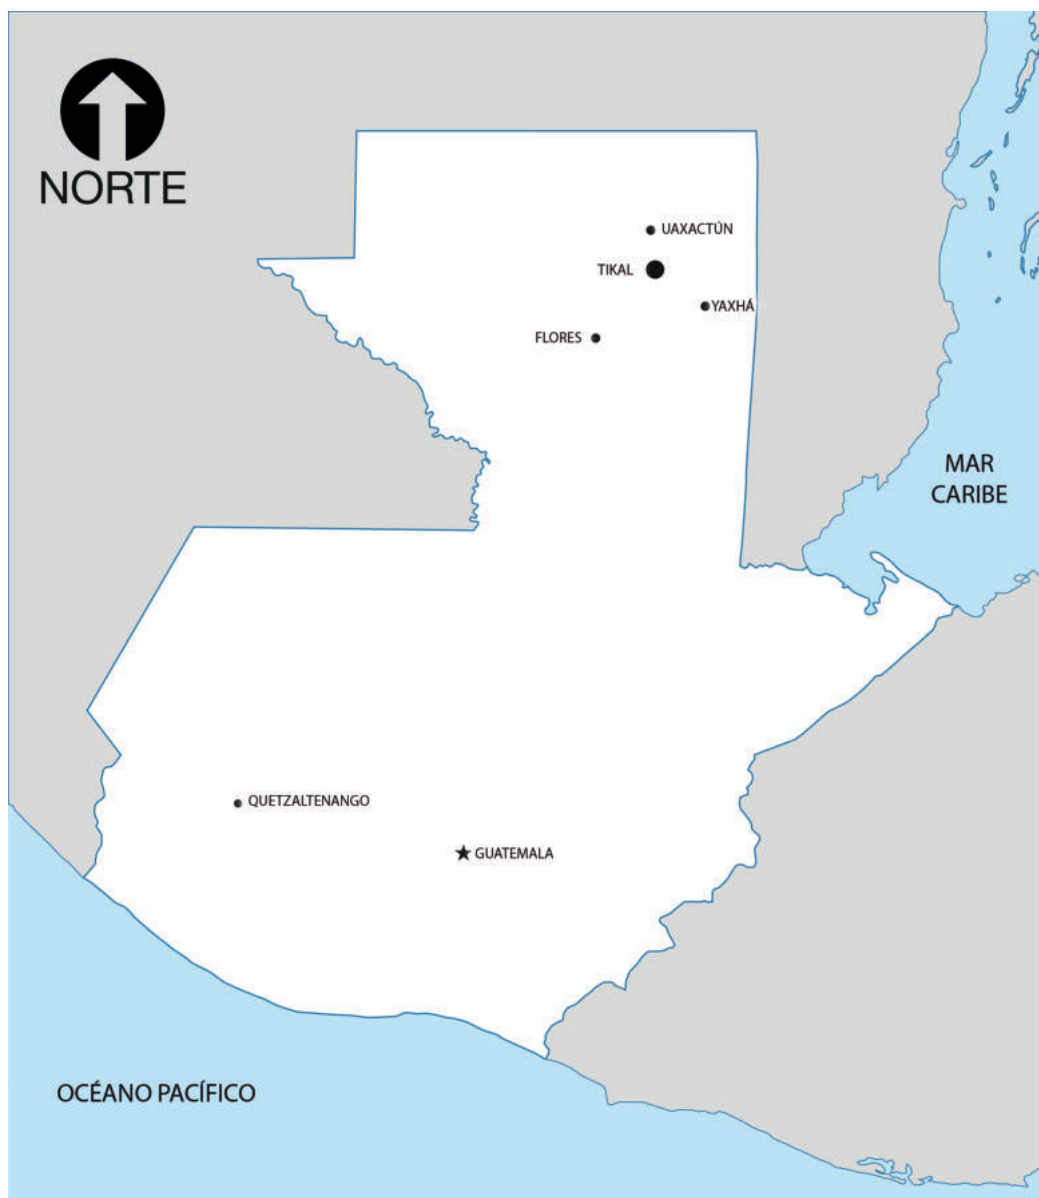 NORTE
UAXACTÚN
TIKAL
YAXHÁ
FLORES
MAR
CARIBE
QUETZALTENANGO
GUATEMALA
OCÉANO PACÍFICO